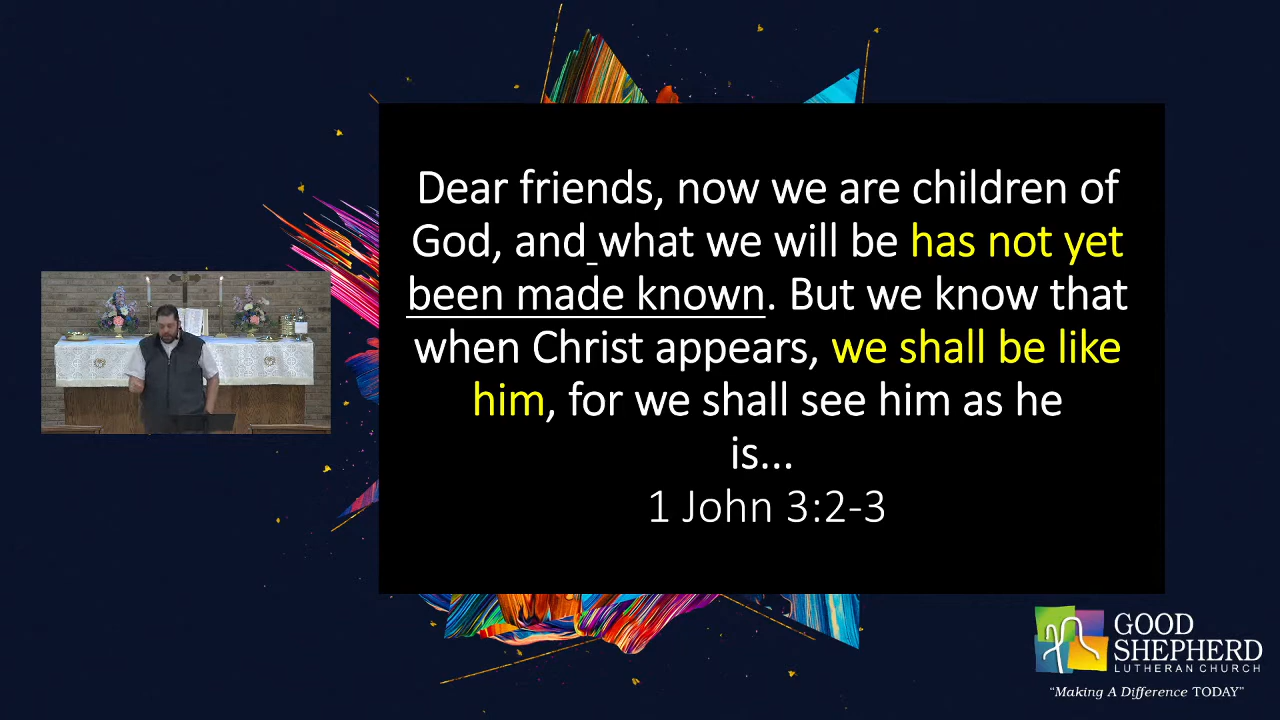 Dear friends, now we are children of
God, and what we will be has not yet
been made known. But we know that
when Christ appears, we shall be like
him, for we shall see him as he
is...
1 John 3:2-3
GOOD
SHEPHERD
LUTHERAN CHURCH
“Making A Difference TODAY”